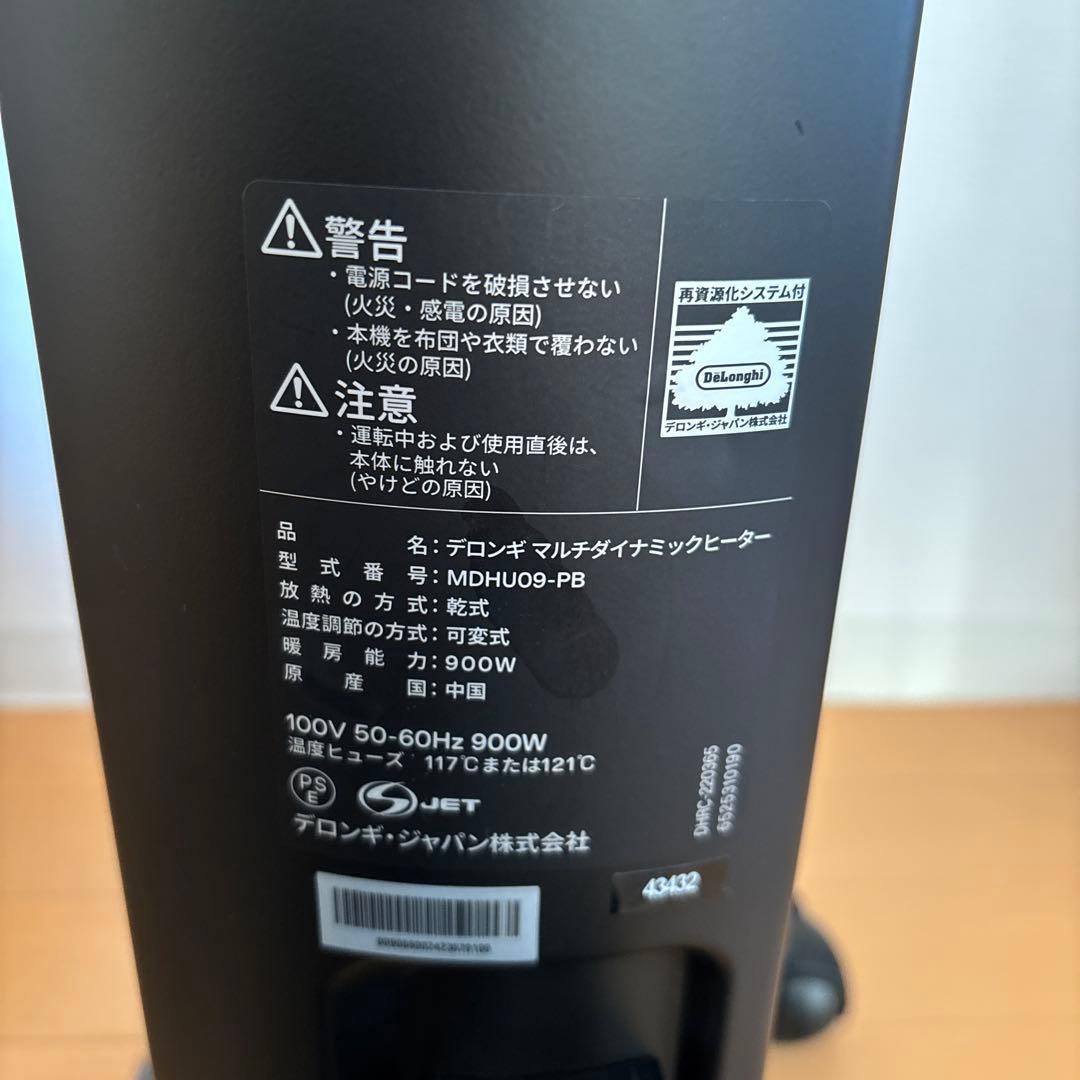 警告
・電源コードを破損させない
(火災・感電の原因)
・本機を布団や衣類で覆わない
(火災の原因)
注意
・運転中および使用直後は、
本体に触れない
(やけどの原因)
再資源化システム付
DeLonghi
デロンギ・ジャパン株式会社
品名：デロンギ マルチダイナミックヒーター
型式番号：MDHU09-PB
放熱の方式：乾式
温度調節の方式：可変式
暖房能力：900W
原産国：中国
100V 50-60Hz 900W
温度ヒューズ 117℃または121℃
PSE
JET
デロンギ・ジャパン株式会社
DHRC-220365
6525310190
43432